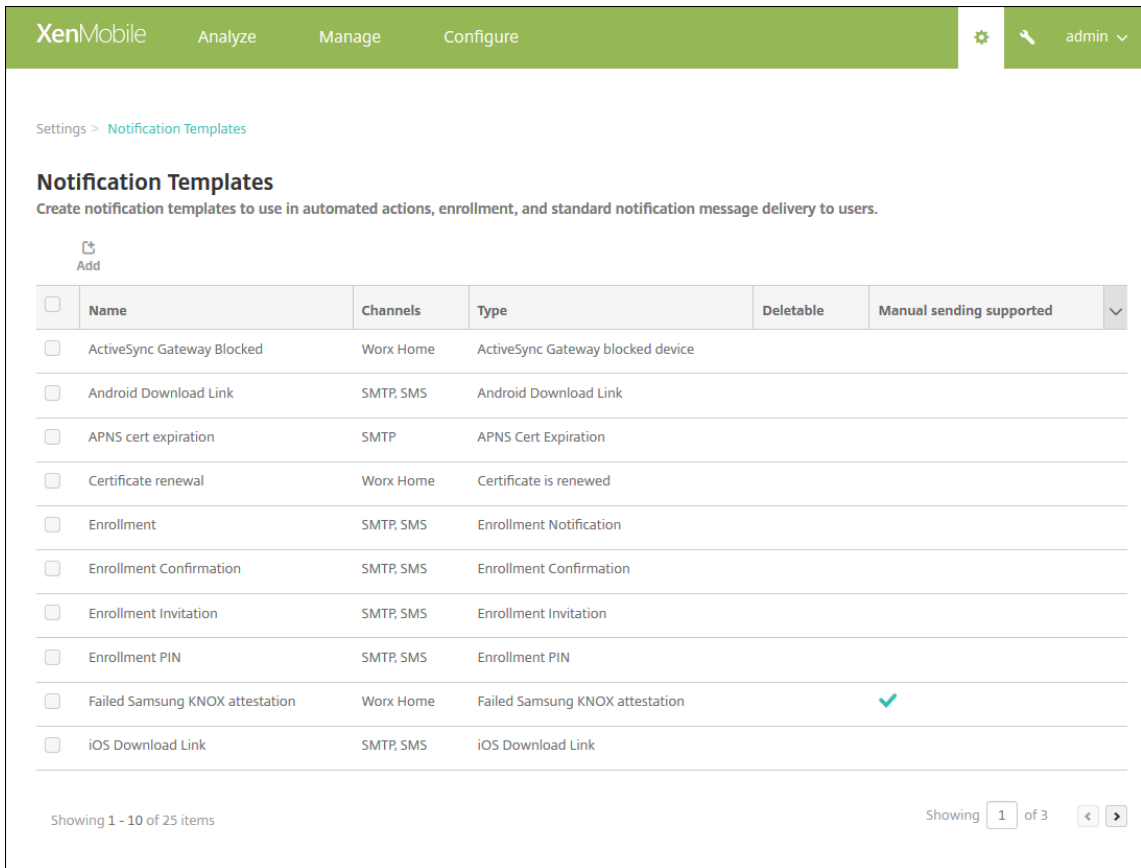 XenMobile Analyze Manage Configure admin
Settings > Notification Templates
Notification Templates
Create notification templates to use in automated actions, enrollment, and standard notification message delivery to users.
Add
Name Channels Type Deletable Manual sending supported
ActiveSync Gateway Blocked Worx Home ActiveSync Gateway blocked device
Android Download Link SMTP, SMS Android Download Link
APNS cert expiration SMTP APNS Cert Expiration
Certificate renewal Worx Home Certificate is renewed
Enrollment SMTP, SMS Enrollment Notification
Enrollment Confirmation SMTP, SMS Enrollment Confirmation
Enrollment Invitation SMTP, SMS Enrollment Invitation
Enrollment PIN SMTP, SMS Enrollment PIN
Failed Samsung KNOX attestation Worx Home Failed Samsung KNOX attestation
iOS Download Link SMTP, SMS iOS Download Link
Showing 1 - 10 of 25 items Showing 1 of 3 < >